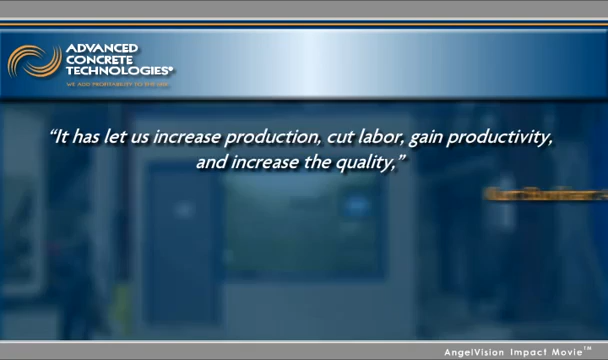 ADVANCED
CONCRETE
TECHNOLOGIES®
“It has let us increase production, cut labor, gain productivity,
and increase the quality,”
AngelVision Impact Movie™